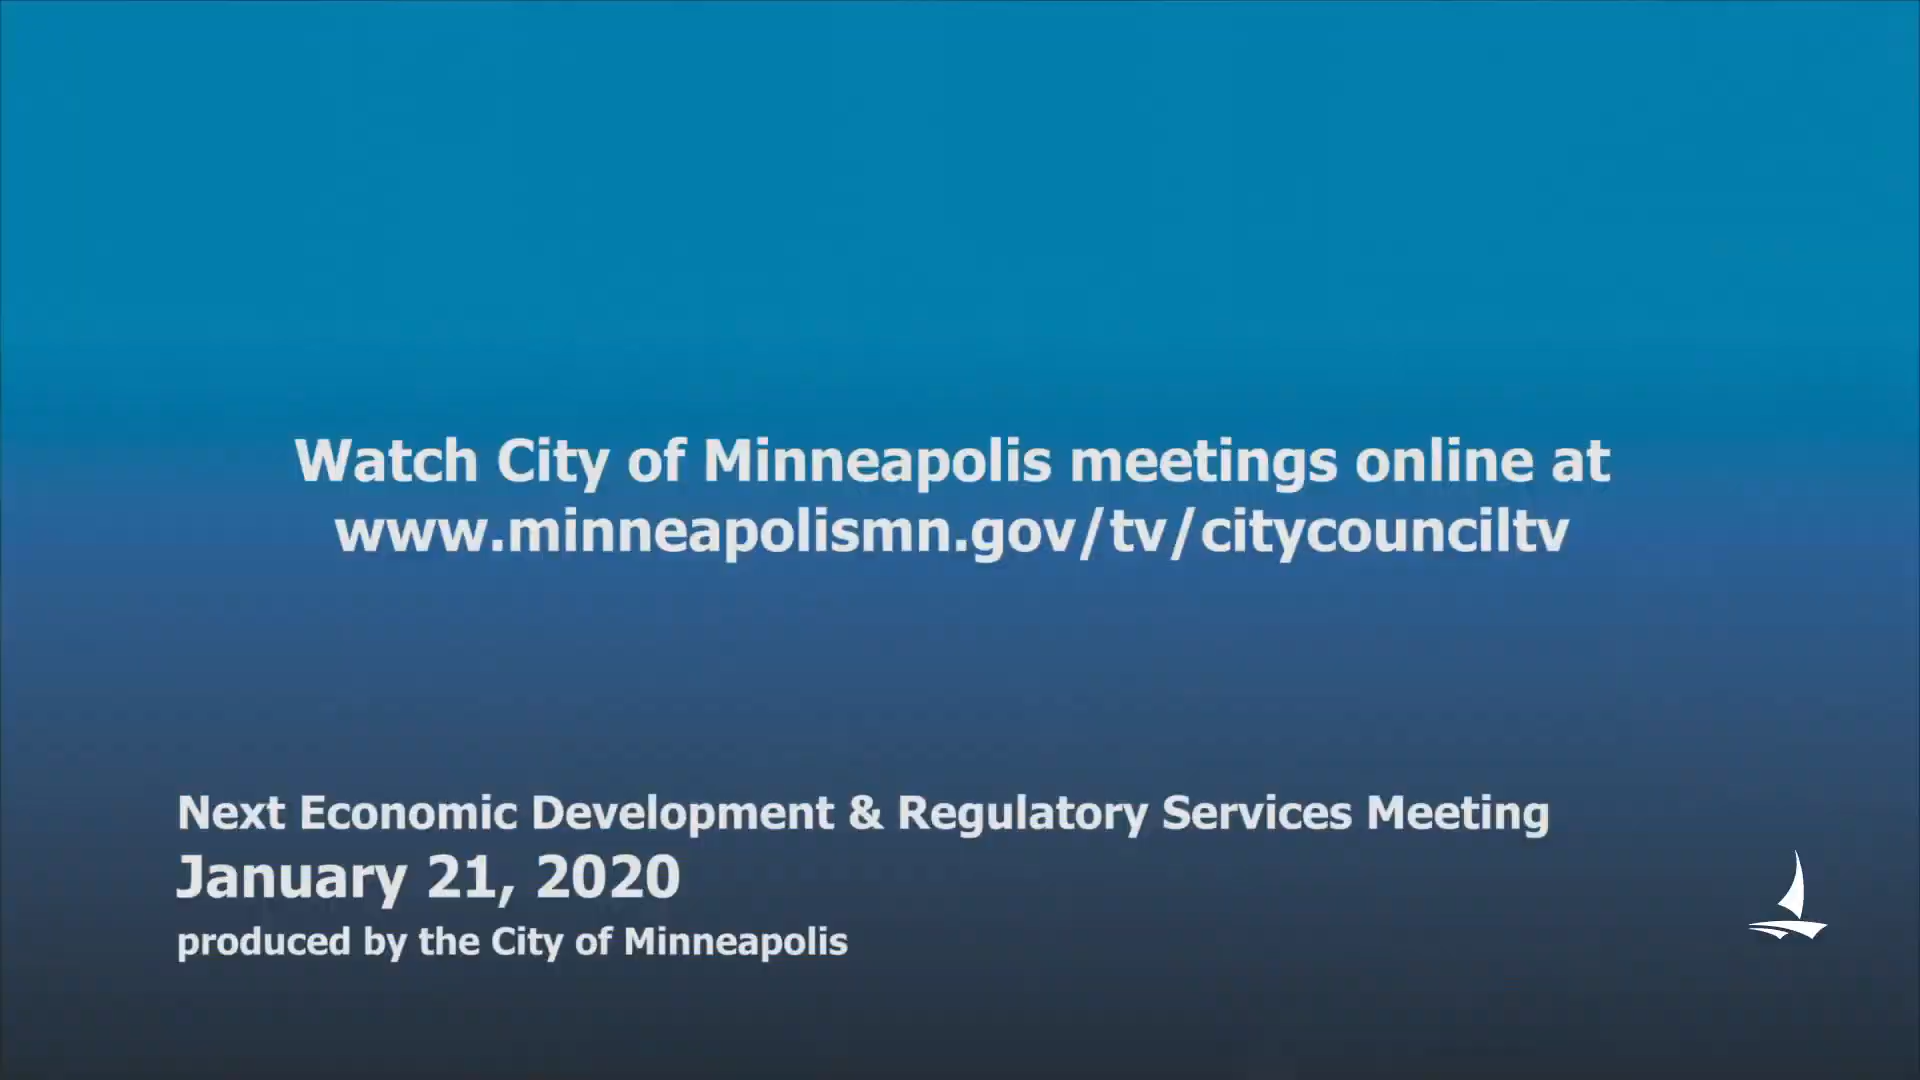 Watch City of Minneapolis meetings online at
www.minneapolismn.gov/tv/citycounciltv
Next Economic Development & Regulatory Services Meeting
January 21, 2020
produced by the City of Minneapolis